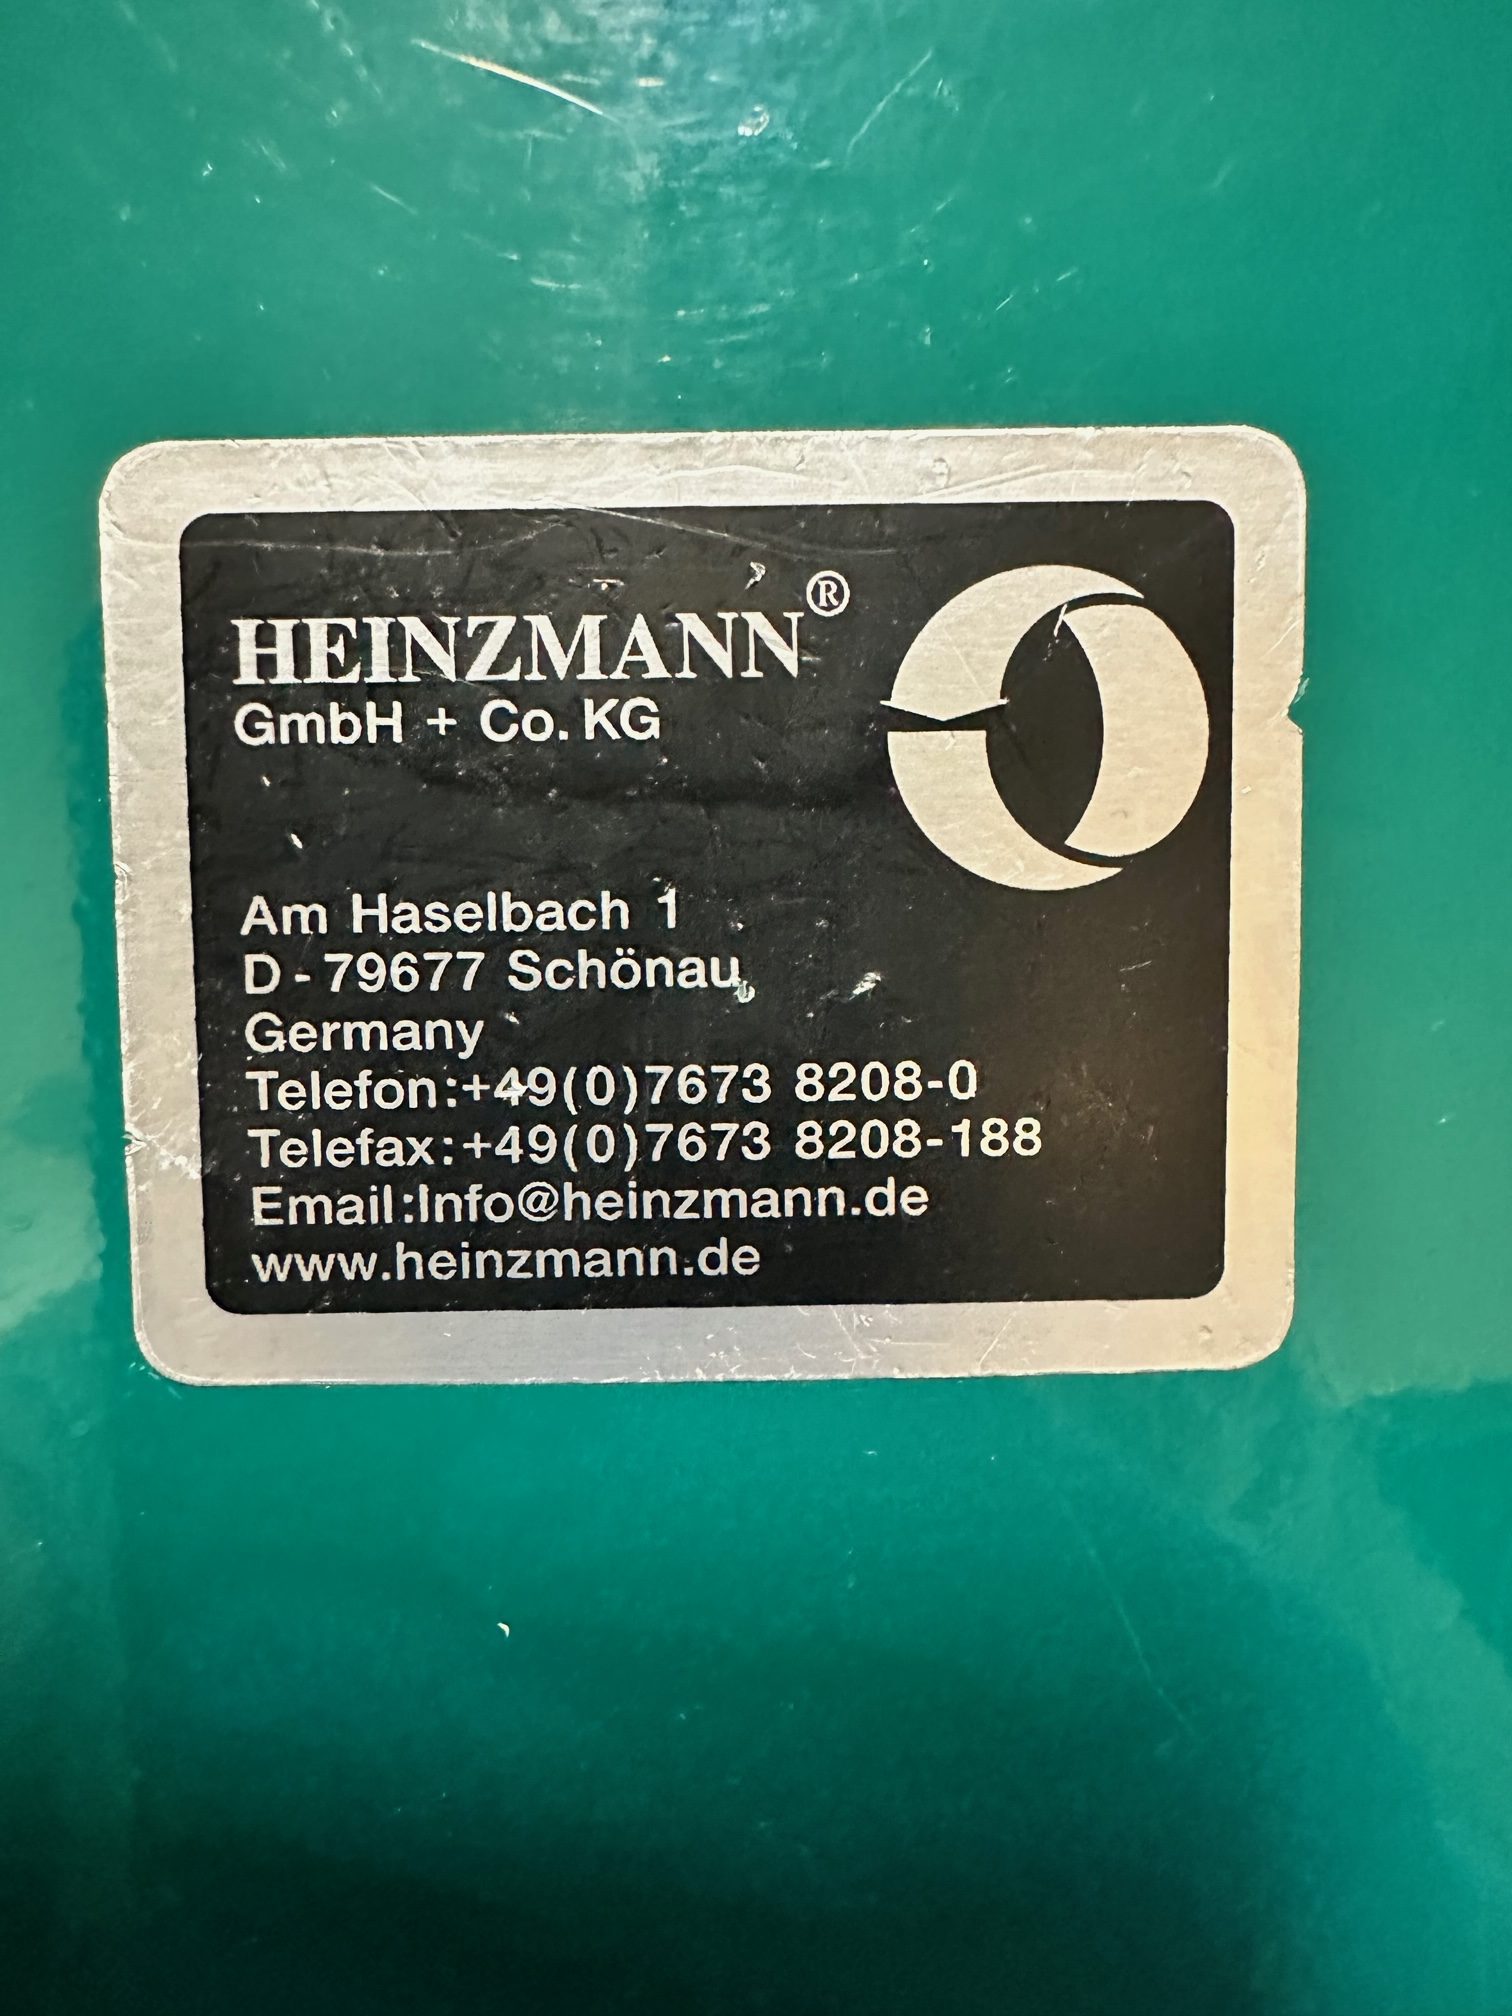 HEINZMANN®
GmbH + Co. KG
Am Haselbach 1
D - 79677 Schönau
Germany
Telefon:+49(0)7673 8208-0
Telefax:+49(0)7673 8208-188
Email:Info@heinzmann.de
www.heinzmann.de